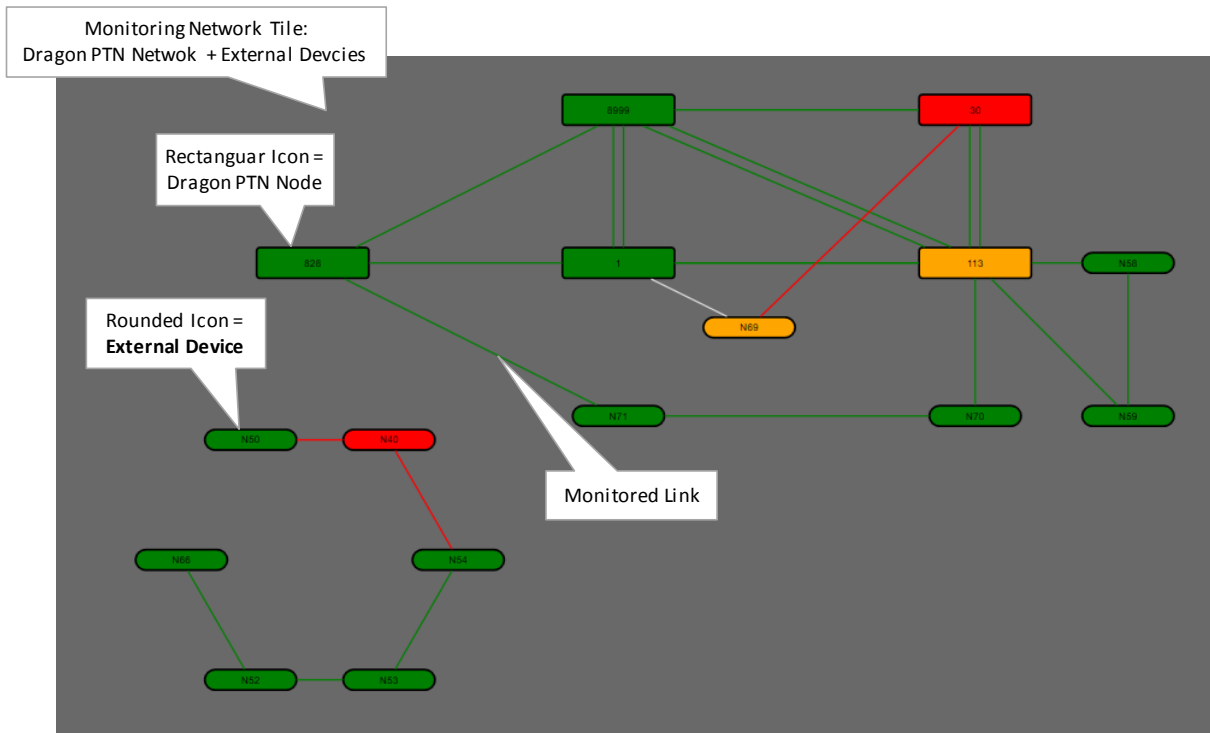 Monitoring Network Tile:
Dragon PTN Netwok + External Devcies
8999
30
Rectanguar Icon =
Dragon PTN Node
828
1
113
N58
N69
Rounded Icon =
External Device
N71
N70
N59
N50
N40
Monitored Link
N66
N54
N52
N53